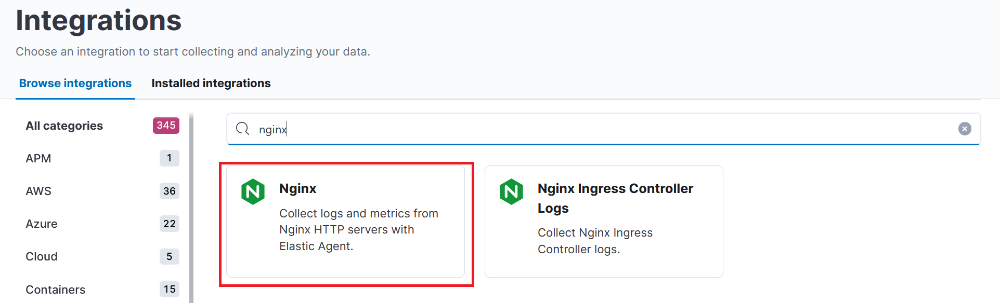 Integrations
Choose an integration to start collecting and analyzing your data.
Browse integrations
Installed integrations
All categories 345
APM 1
AWS 36
Azure 22
Cloud 5
Containers 15
nginx
Nginx
Collect logs and metrics from
Nginx HTTP servers with
Elastic Agent.
Nginx Ingress Controller
Logs
Collect Nginx Ingress
Controller logs.